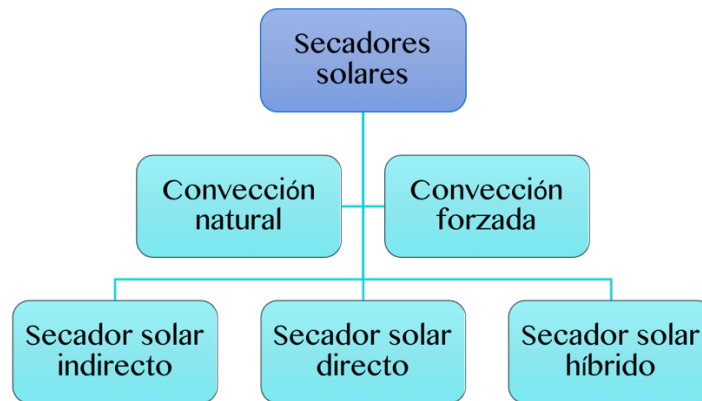 Secadores
solares
Convección
natural
Convección
forzada
Secador solar
indirecto
Secador solar
directo
Secador solar
híbrido